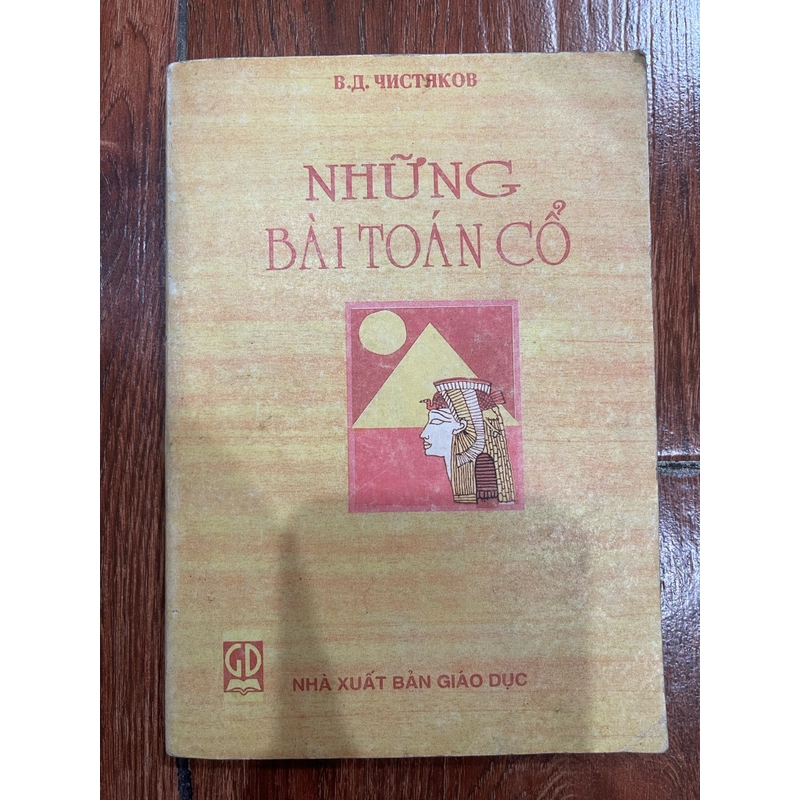 В.Д. ЧИСТЯКОВ
NHỮNG
BÀI TOÁN CỔ
GD
NHÀ XUẤT BẢN GIÁO DỤC